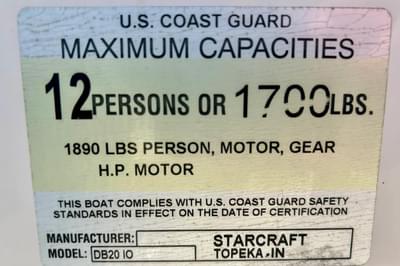 U.S. COAST GUARD
MAXIMUM CAPACITIES
12 PERSONS OR 1700 LBS.
1890 LBS PERSON, MOTOR, GEAR
H.P. MOTOR
THIS BOAT COMPLIES WITH U.S. COAST GUARD SAFETY
STANDARDS IN EFFECT ON THE DATE OF CERTIFICATION
MANUFACTURER: STARCRAFT
MODEL: DB20 IO TOPEKA, IN